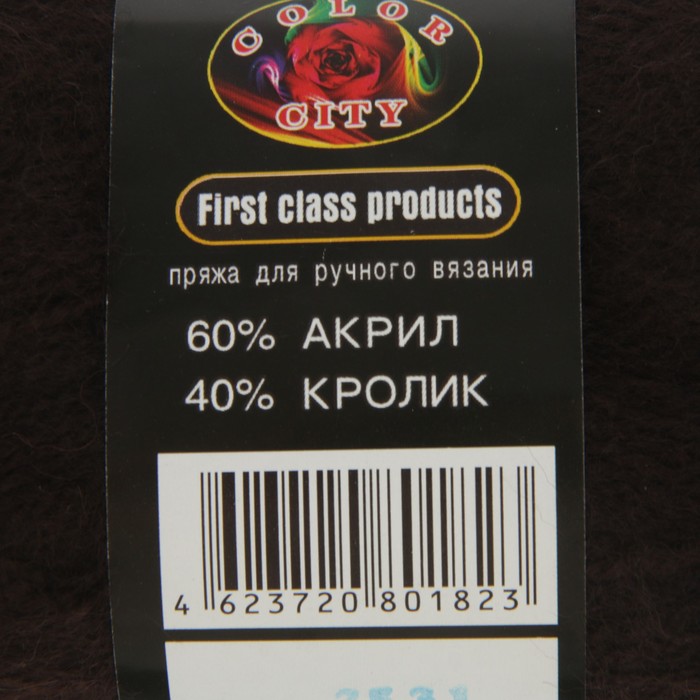 COLOR
CITY
First class products
пряжа для ручного вязания
60% АКРИЛ
40% КРОЛИК
4 623720 801823